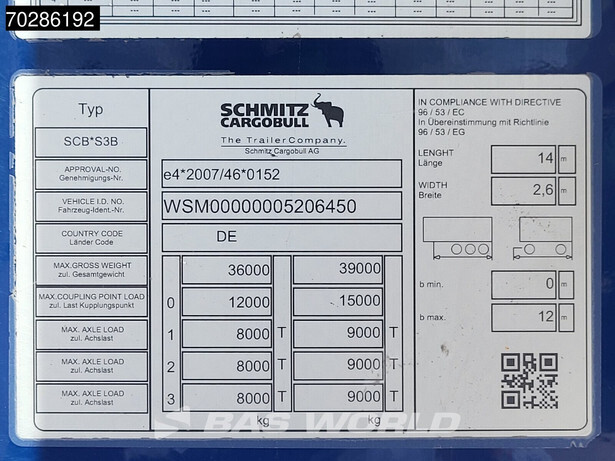 70286192
Typ
SCB*S3B
APPROVAL-NO.
Genehmigungs-Nr.
VEHICLE I.D. NO.
Fahrzeug-Ident.-Nr.
COUNTRY CODE
Länder Code
MAX.GROSS WEIGHT
zul. Gesamtgewicht
MAX.COUPLING POINT LOAD
zul. Last Kupplungspunkt
MAX. AXLE LOAD
zul. Achslast
MAX. AXLE LOAD
zul. Achslast
MAX. AXLE LOAD
zul. Achslast
SCHMITZ
CARGOBULL
The Trailer Company.
Schmitz Cargobull AG
e4*2007/46*0152
WSM00000005206450
DE
36000 39000
0 12000 15000
1 8000 T 9000 T
2 8000 T 9000 T
3 8000 T 9000 T
kg kg
IN COMPLIANCE WITH DIRECTIVE
96 / 53 / EC
In Übereinstimmung mit Richtlinie
96 / 53 / EG
LENGHT
Länge
14 m
WIDTH
Breite
2,6 m
b min. 0 m
b max. 12 m
BAS WORLD